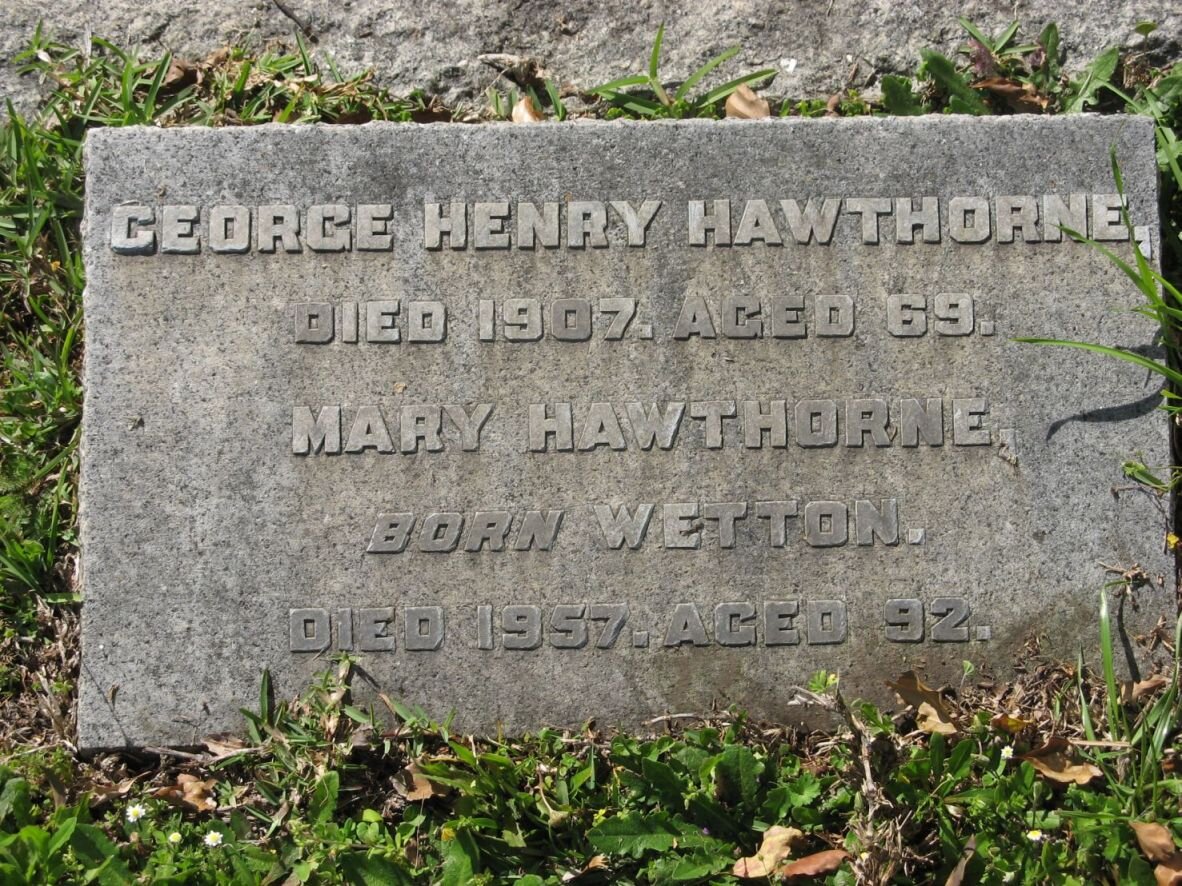 GEORGE HENRY HAWTHORNE,
DIED 1907. AGED 69.
MARY HAWTHORNE,
BORN WETTON.
DIED 1957. AGED 92.